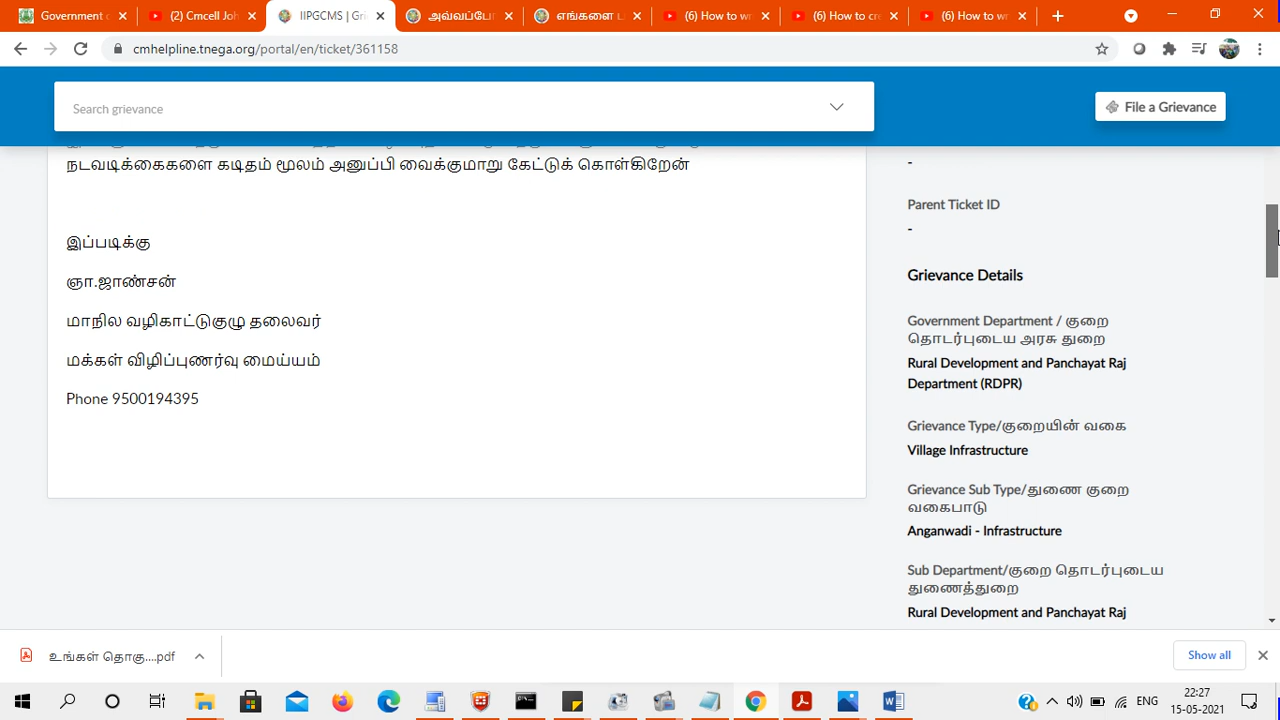 Government o
(2) Cmcell Joh
IIPGCMS | Gri
அவ்வப்போ
எங்களை ப
(6) How to wr
(6) How to cre
(6) How to wr
cmhelpline.tnega.org/portal/en/ticket/361158
Search grievance
File a Grievance
நடவடிக்கைகளை கடிதம் மூலம் அனுப்பி வைக்குமாறு கேட்டுக் கொள்கிறேன்
இப்படிக்கு
ஞா.ஜாண்சன்
மாநில வழிகாட்டுகுழு தலைவர்
மக்கள் விழிப்புணர்வு மைய்யம்
Phone 9500194395
-
Parent Ticket ID
-
Grievance Details
Government Department / குறை
தொடர்புடைய அரசு துறை
Rural Development and Panchayat Raj
Department (RDPR)
Grievance Type/குறையின் வகை
Village Infrastructure
Grievance Sub Type/துணை குறை
வகைபாடு
Anganwadi - Infrastructure
Sub Department/குறை தொடர்புடைய
துணைத்துறை
Rural Development and Panchayat Raj
உங்கள் தொகு....pdf
Show all
ENG
22:27
15-05-2021